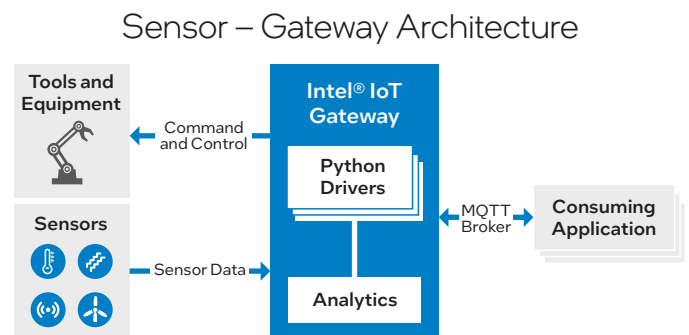 Sensor – Gateway Architecture
Tools and
Equipment
Command
and Control
Intel® IoT
Gateway
Python
Drivers
MQTT
Broker
Consuming
Application
Sensors
Sensor Data
Analytics